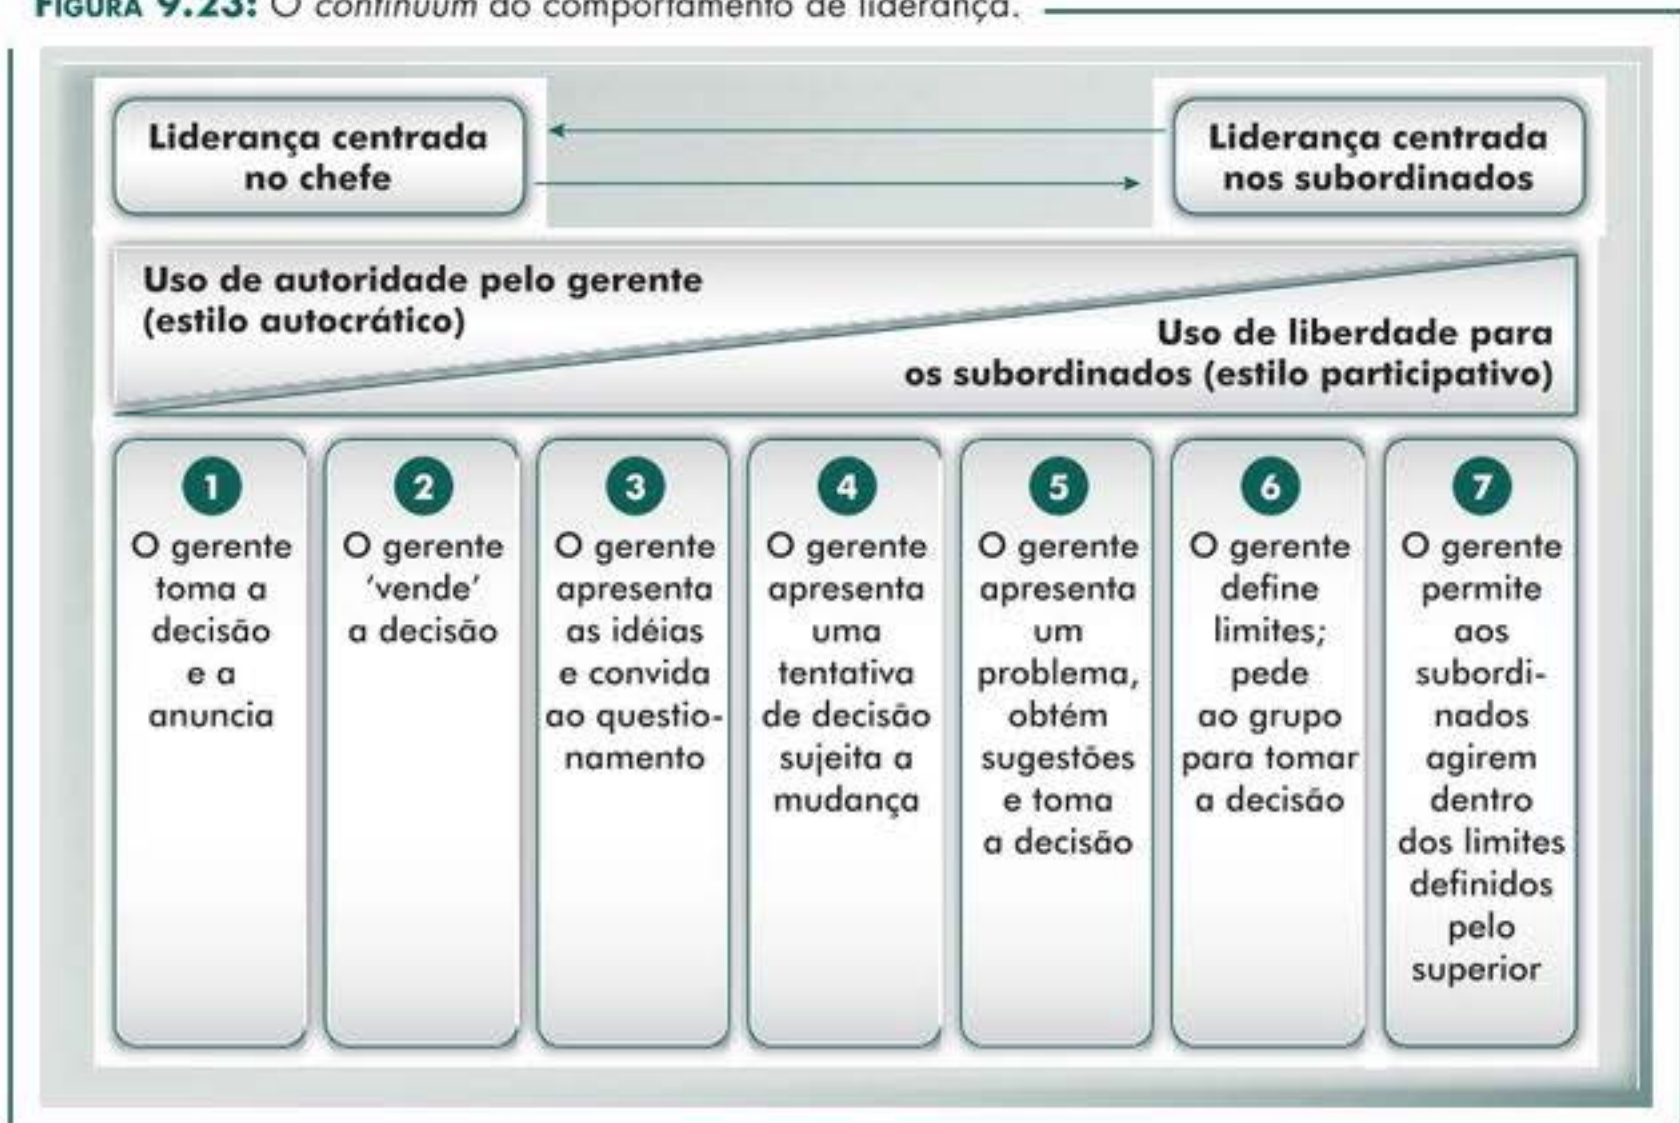 FIGURA 9.23: O continuum do comportamento de liderança.
Liderança centrada
no chefe
Liderança centrada
nos subordinados
Uso de autoridade pelo gerente
(estilo autocrático)
Uso de liberdade para
os subordinados (estilo participativo)
1
O gerente
toma a
decisão
e a
anuncia
2
O gerente
‘vende’
a decisão
3
O gerente
apresenta
as idéias
e convida
ao questio-
namento
4
O gerente
apresenta
uma
tentativa
de decisão
sujeita a
mudança
5
O gerente
apresenta
um
problema,
obtém
sugestões
e toma
a decisão
6
O gerente
define
limites;
pede
ao grupo
para tomar
a decisão
7
O gerente
permite
aos
subordi-
nados
agirem
dentro
dos limites
definidos
pelo
superior